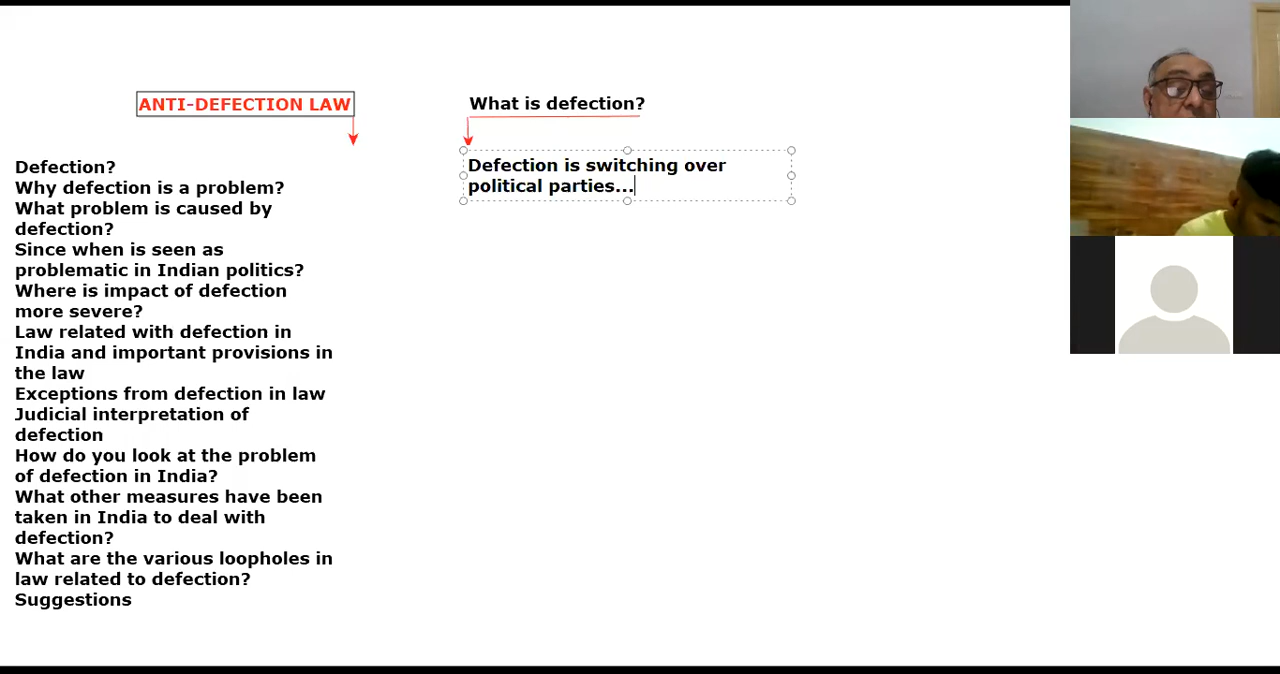 ANTI-DEFECTION LAW
Defection?
Why defection is a problem?
What problem is caused by
defection?
Since when is seen as
problematic in Indian politics?
Where is impact of defection
more severe?
Law related with defection in
India and important provisions in
the law
Exceptions from defection in law
Judicial interpretation of
defection
How do you look at the problem
of defection in India?
What other measures have been
taken in India to deal with
defection?
What are the various loopholes in
law related to defection?
Suggestions
What is defection?
Defection is switching over
political parties...